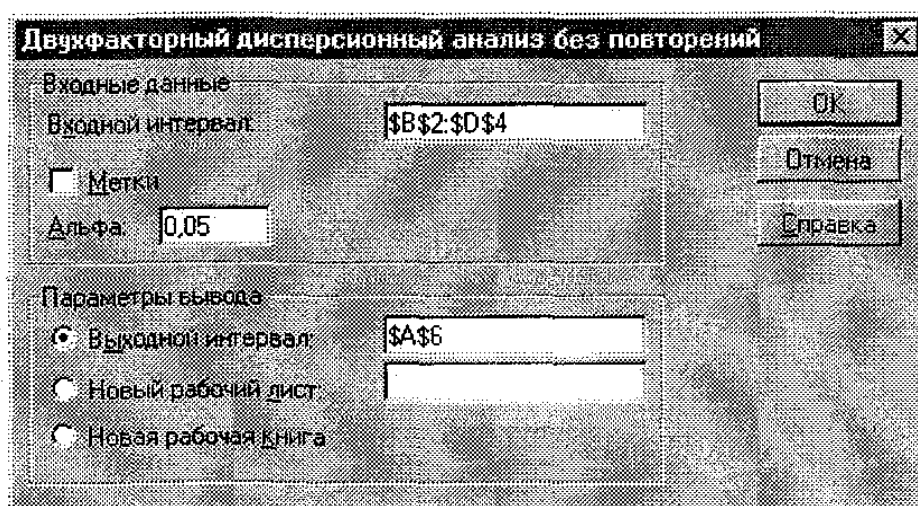 Двухфакторный дисперсионный анализ без повторений
Входные данные
Входной интервал: $B$2:$D$4
Метки
Альфа: 0,05
OK
Отмена
Справка
Параметры вывода
Выходной интервал: $A$6
Новый рабочий лист:
Новая рабочая книга